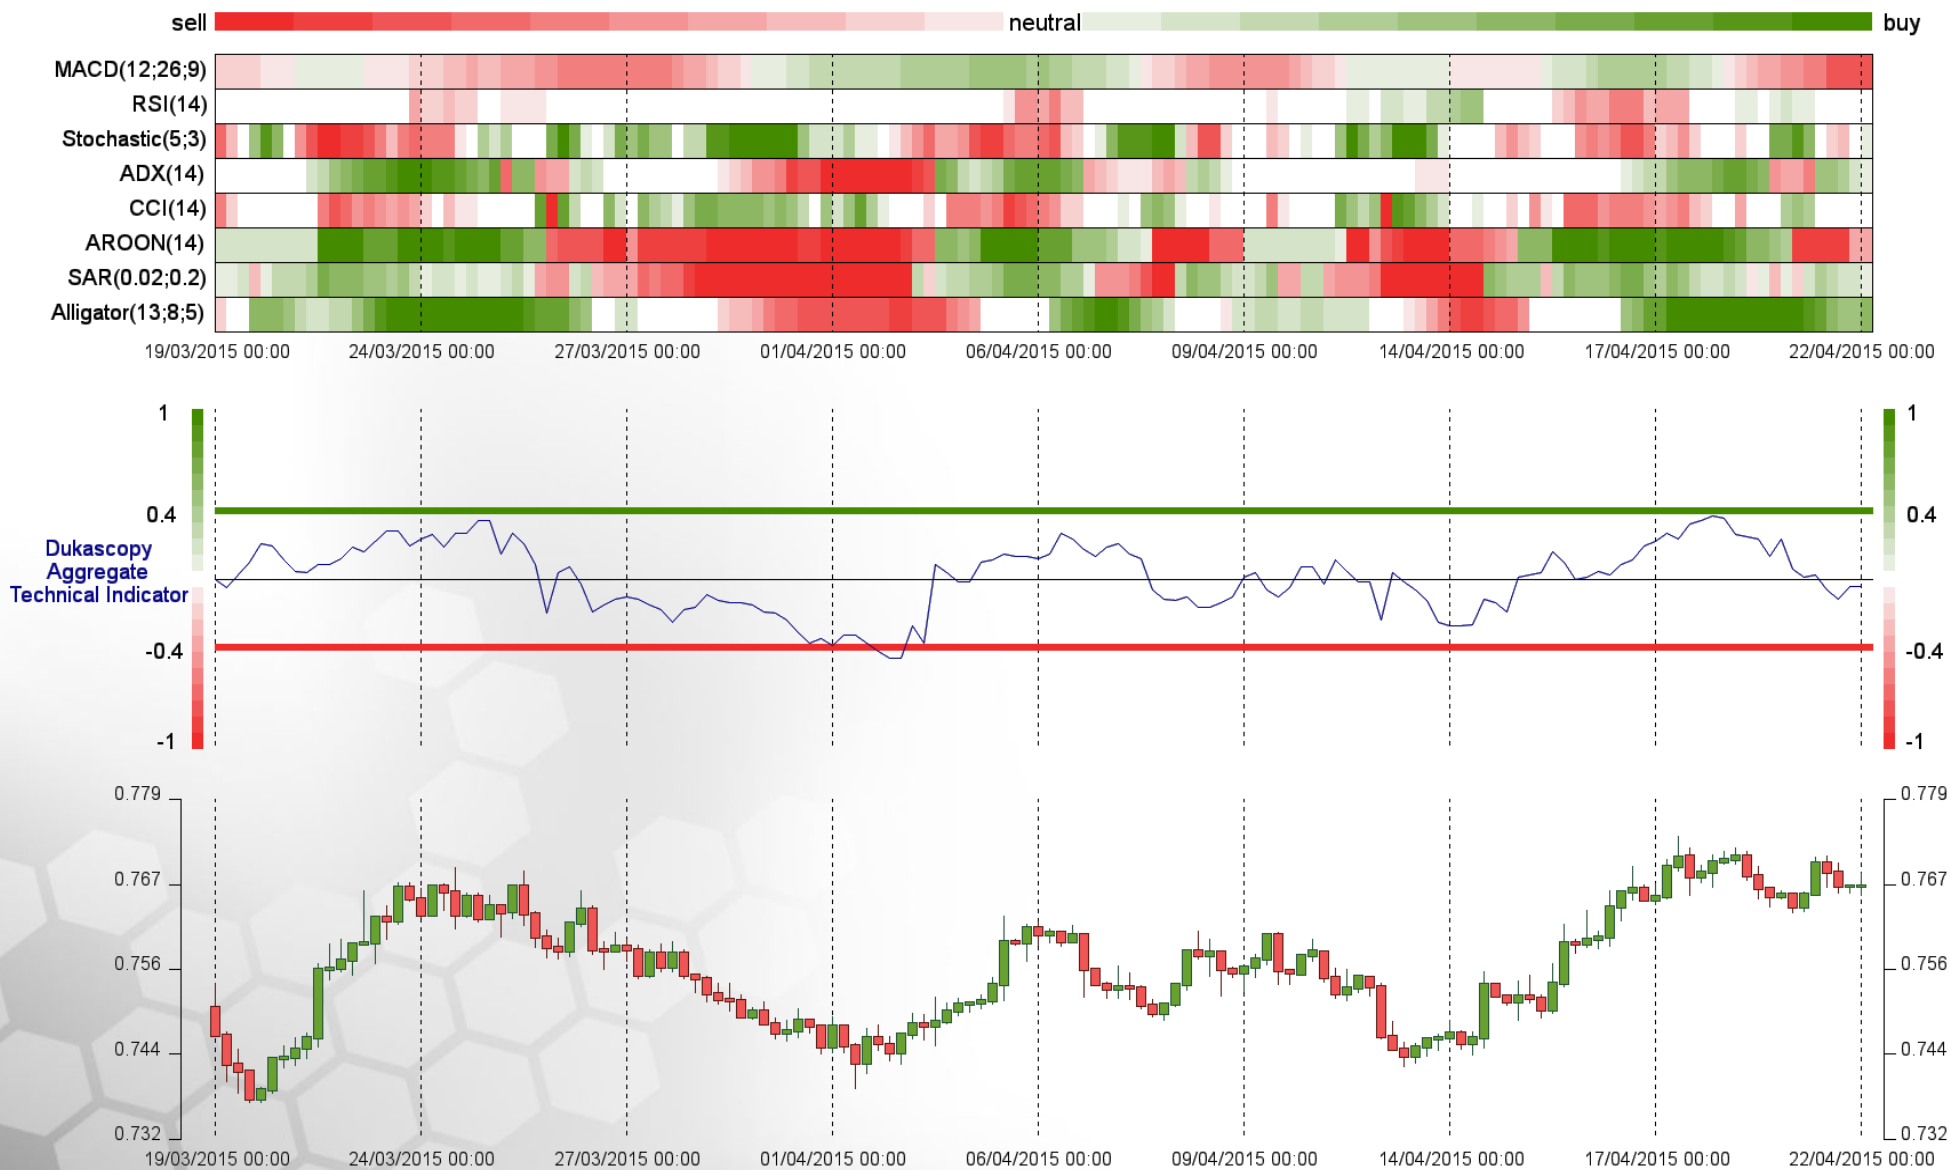 sell neutral buy
MACD(12;26;9)
RSI(14)
Stochastic(5;3)
ADX(14)
CCI(14)
AROON(14)
SAR(0.02;0.2)
Alligator(13;8;5)
19/03/2015 00:00 24/03/2015 00:00 27/03/2015 00:00 01/04/2015 00:00 06/04/2015 00:00 09/04/2015 00:00 14/04/2015 00:00 17/04/2015 00:00 22/04/2015 00:00
1 1
0.4 0.4
Dukascopy
Aggregate
Technical Indicator
-0.4 -0.4
-1 -1
0.779 0.779
0.767 0.767
0.756 0.756
0.744 0.744
0.732 0.732
19/03/2015 00:00 24/03/2015 00:00 27/03/2015 00:00 01/04/2015 00:00 06/04/2015 00:00 09/04/2015 00:00 14/04/2015 00:00 17/04/2015 00:00 22/04/2015 00:00